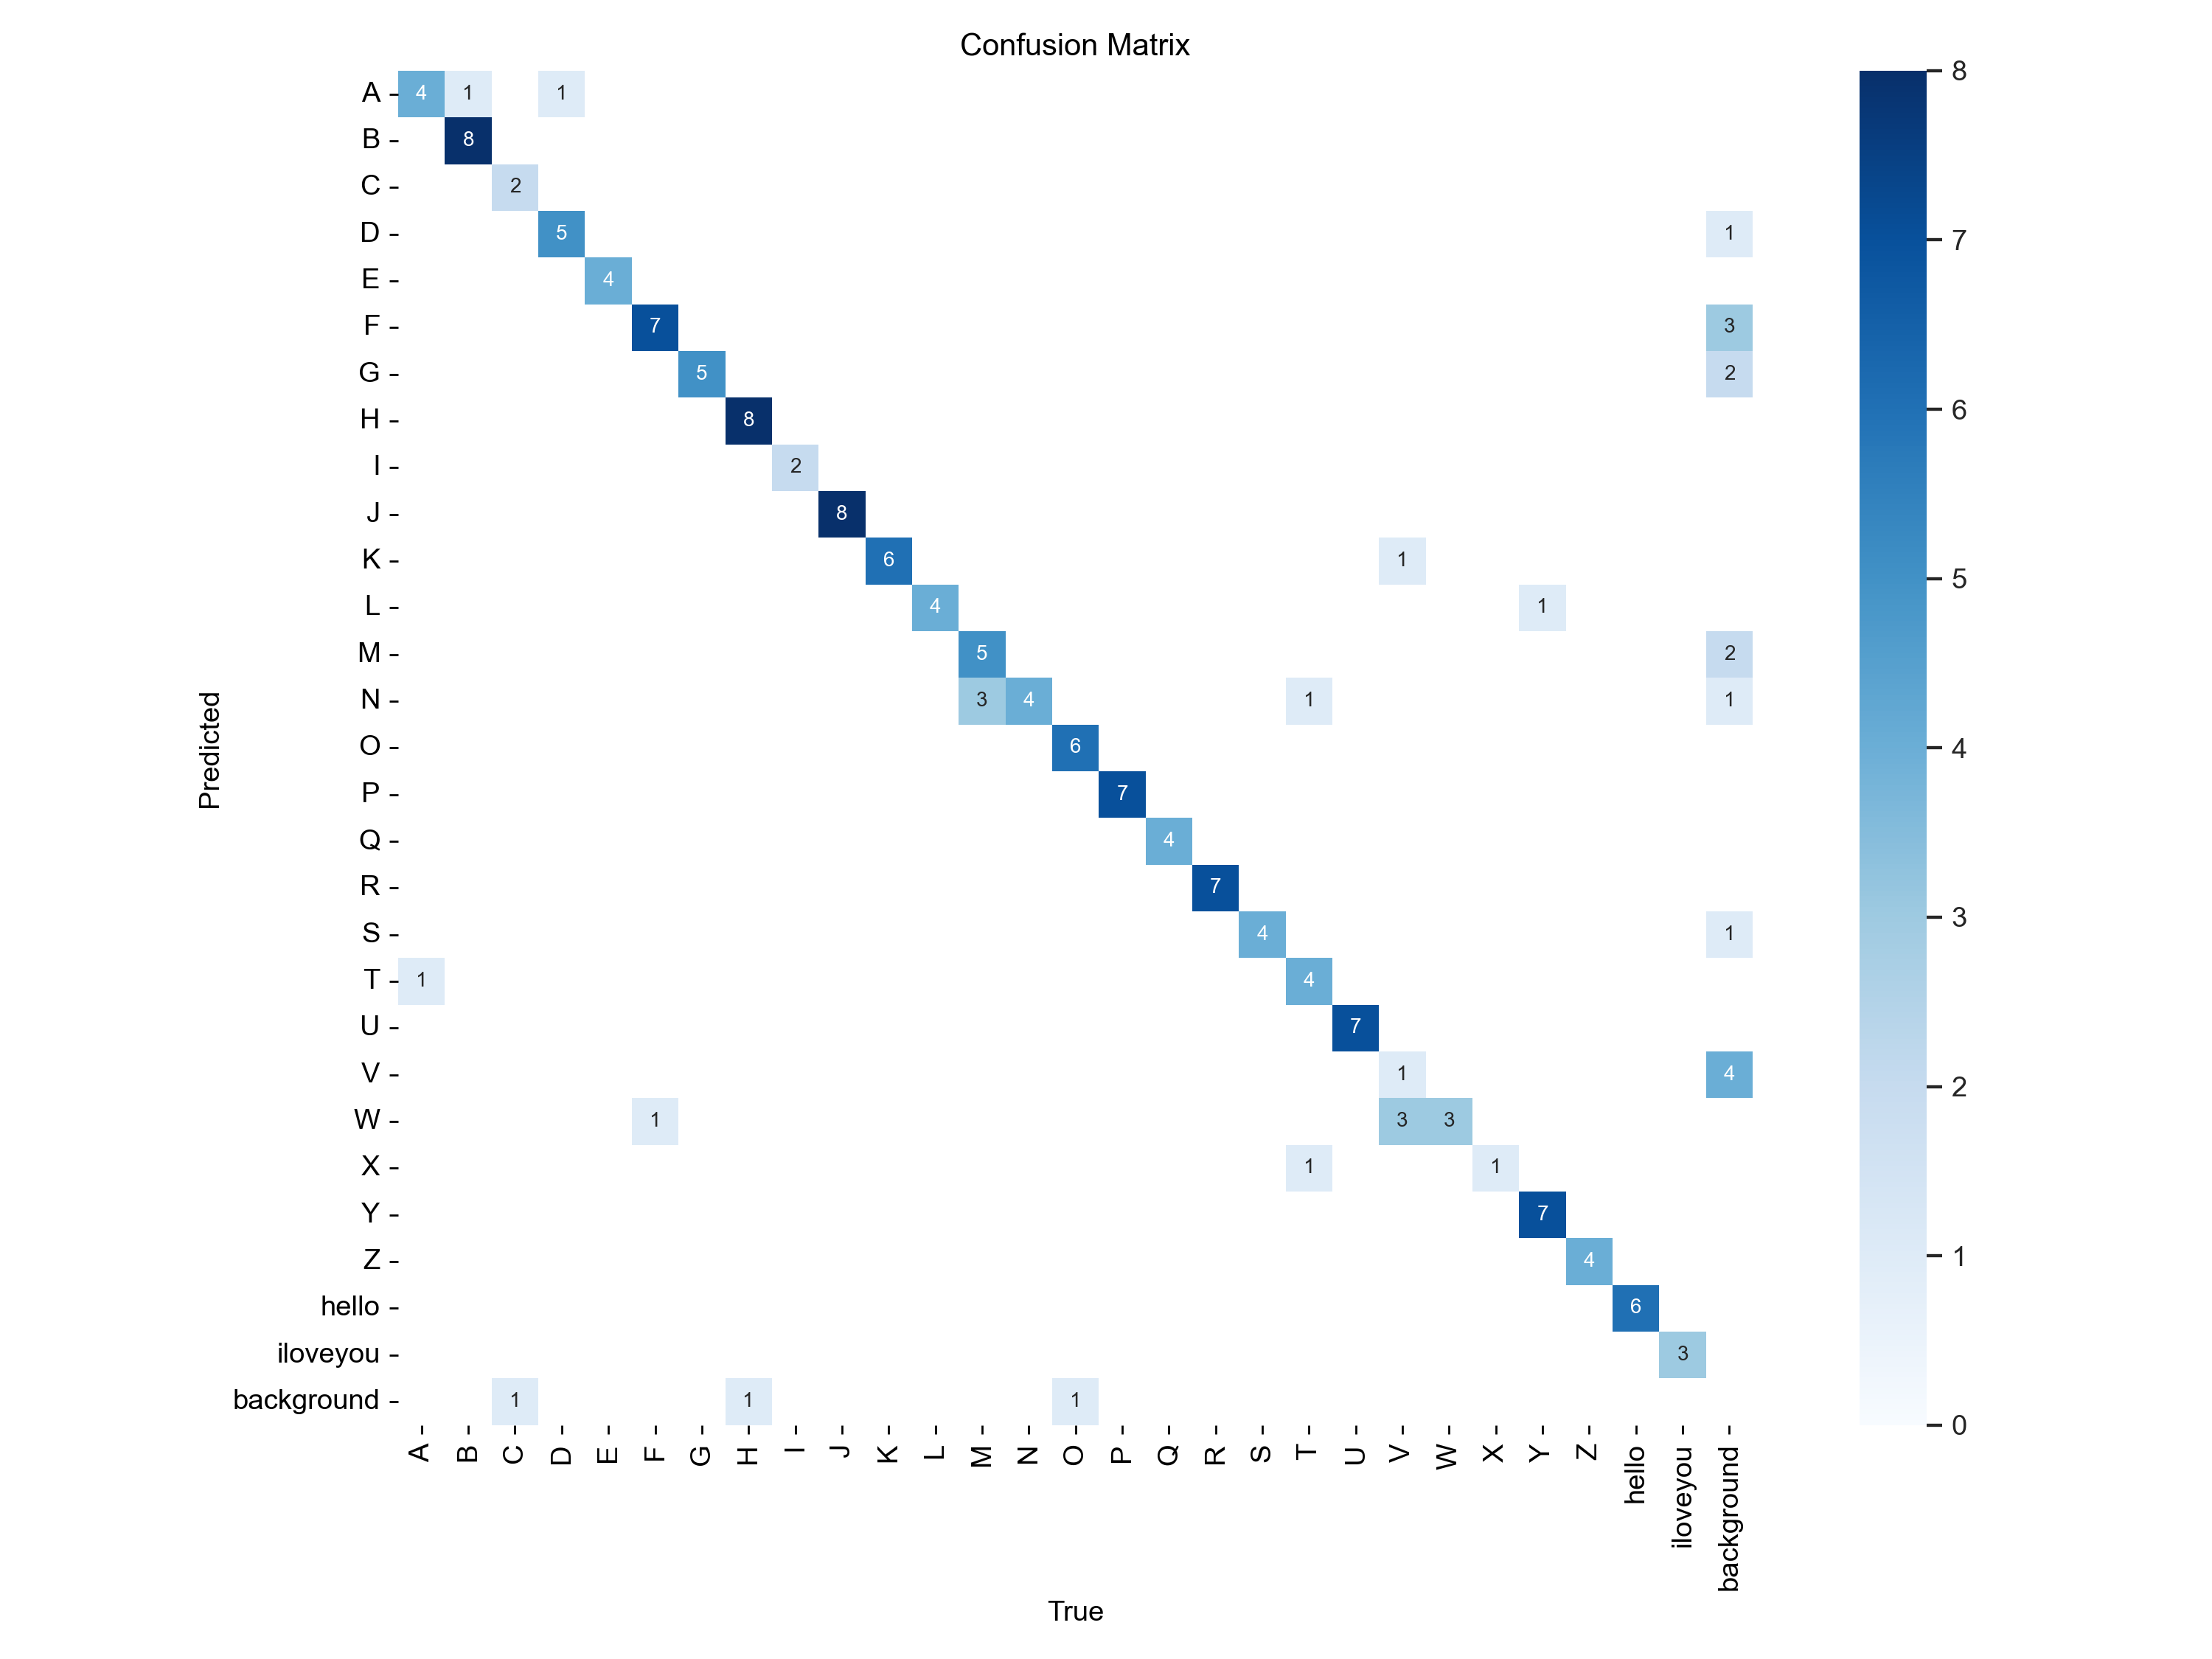 Confusion Matrix
A 4 1 1
B 8
C 2
D 5 1
E 4
F 7 3
G 5 2
H 8
I 2
J 8
K 6 1
L 4 1
M 5 2
N 3 4 1 1
O 6
P 7
Q 4
R 7
S 4 1
T 1 4
U 7
V 1 4
W 1 3 3
X 1 1
Y 7
Z 4
hello 6
iloveyou 3
background 1 1 1
A B C D E F G H I J K L M N O P Q R S T U V W X Y Z hello iloveyou background
Predicted
True
8
7
6
5
4
3
2
1
0